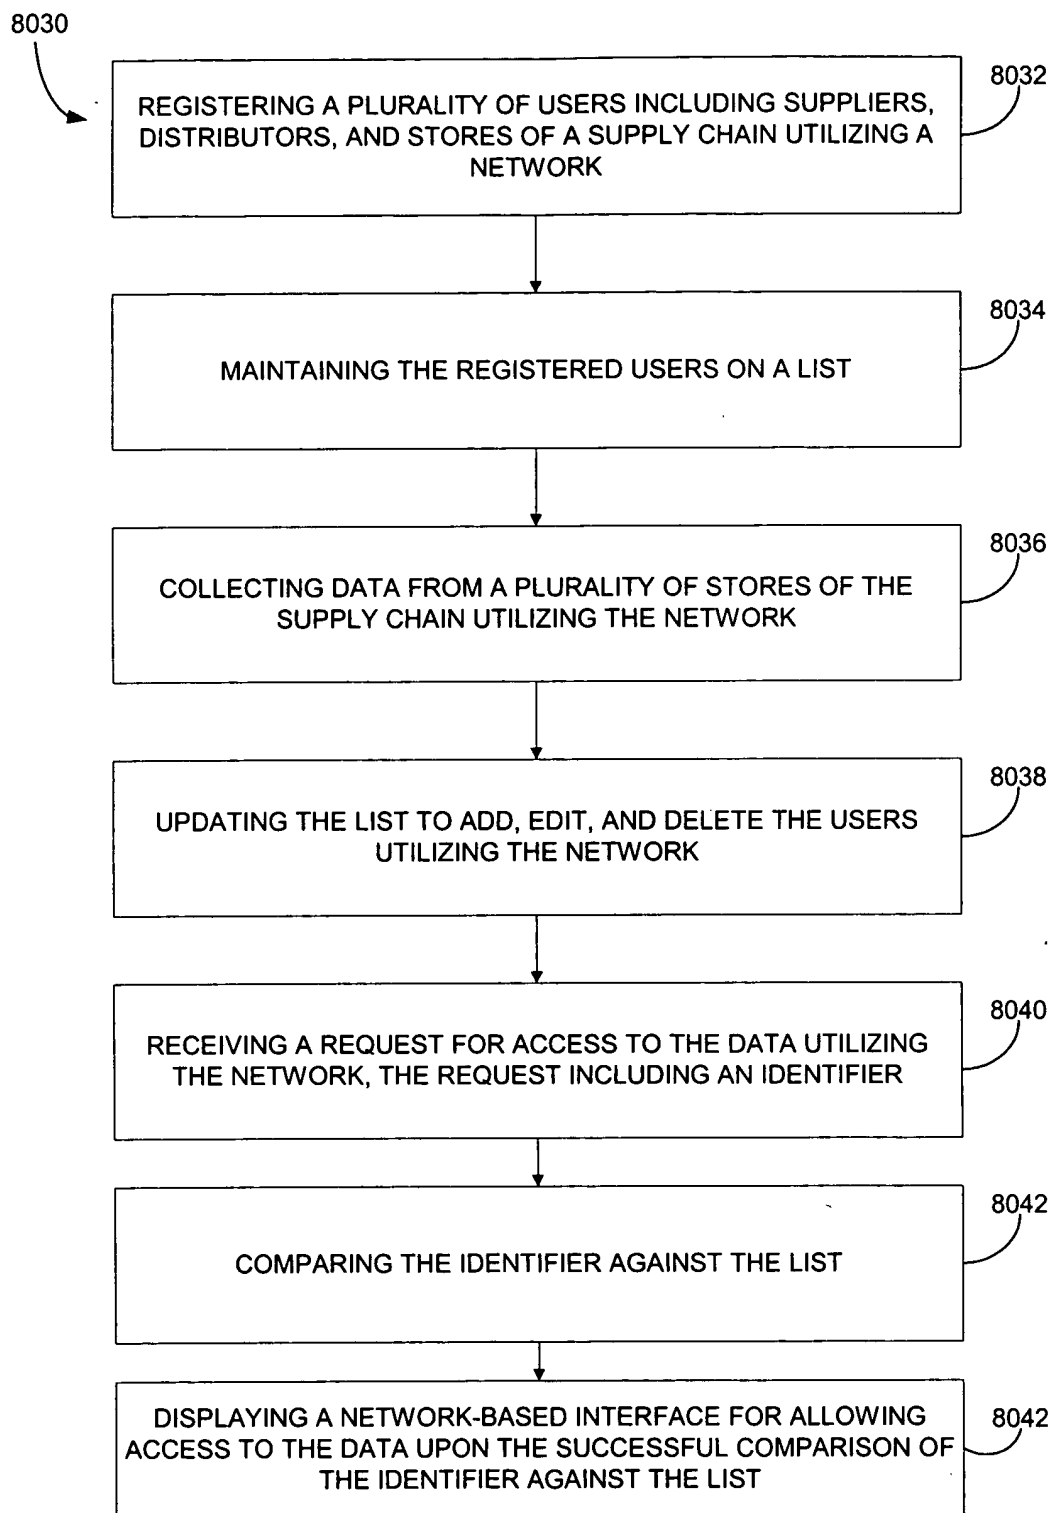 8030
8032
REGISTERING A PLURALITY OF USERS INCLUDING SUPPLIERS,
DISTRIBUTORS, AND STORES OF A SUPPLY CHAIN UTILIZING A
NETWORK
8034
MAINTAINING THE REGISTERED USERS ON A LIST
8036
COLLECTING DATA FROM A PLURALITY OF STORES OF THE
SUPPLY CHAIN UTILIZING THE NETWORK
8038
UPDATING THE LIST TO ADD, EDIT, AND DELETE THE USERS
UTILIZING THE NETWORK
8040
RECEIVING A REQUEST FOR ACCESS TO THE DATA UTILIZING
THE NETWORK, THE REQUEST INCLUDING AN IDENTIFIER
8042
COMPARING THE IDENTIFIER AGAINST THE LIST
8042
DISPLAYING A NETWORK-BASED INTERFACE FOR ALLOWING
ACCESS TO THE DATA UPON THE SUCCESSFUL COMPARISON OF
THE IDENTIFIER AGAINST THE LIST